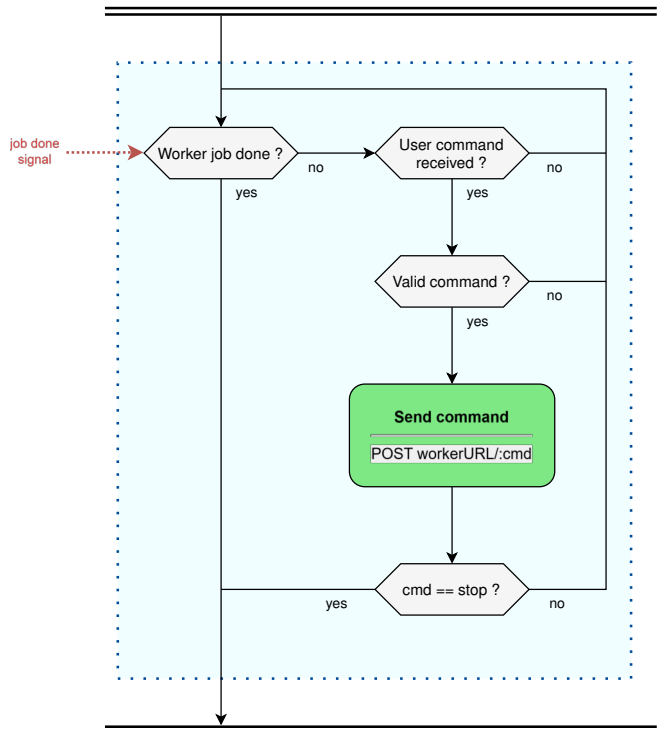 job done
signal
Worker job done ?
User command
received ?
no
no
yes
yes
Valid command ?
no
yes
Send command
POST workerURL/:cmd
cmd == stop ?
yes
no